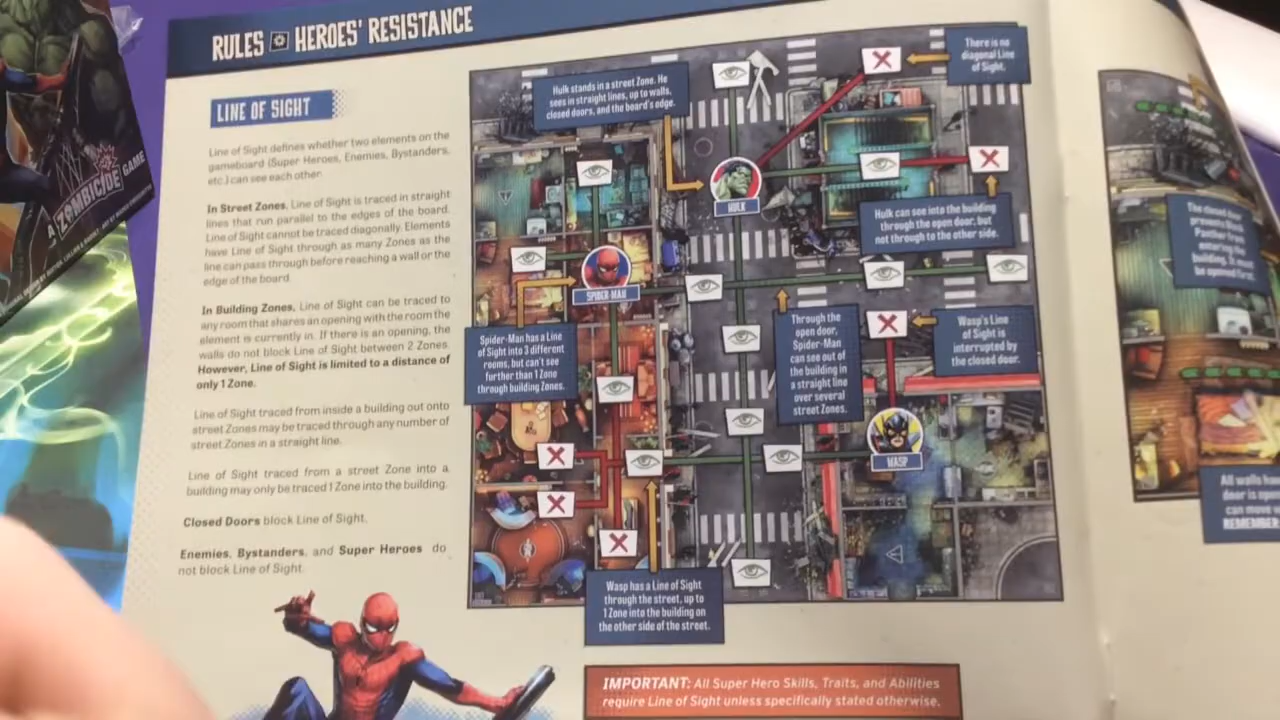 RULES HEROES' RESISTANCE
LINE OF SIGHT
Line of Sight defines whether two elements on the
gameboard (Super Heroes, Enemies, Bystanders,
etc.) can see each other.
In Street Zones, Line of Sight is traced in straight
lines that run parallel to the edges of the board.
Line of Sight cannot be traced diagonally. Elements
have Line of Sight through as many Zones as the
line can pass through before reaching a wall or the
edge of the board.
In Building Zones, Line of Sight can be traced to
any room that shares an opening with the room the
element is currently in. If there is an opening, the
walls do not block Line of Sight between 2 Zones.
However, Line of Sight is limited to a distance of
only 1 Zone.
Line of Sight traced from inside a building out onto
street Zones may be traced through any number of
street Zones in a straight line.
Line of Sight traced from a street Zone into a
building may only be traced 1 Zone into the building.
Closed Doors block Line of Sight.
Enemies, Bystanders, and Super Heroes do
not block Line of Sight.
Hulk stands in a street Zone. He
sees in straight lines, up to walls,
closed doors, and the board's edge.
There is no
diagonal Line
of Sight.
HULK
Hulk can see into the building
through the open door, but
not through to the other side.
SPIDER-MAN
Spider-Man has a Line
of Sight into 3 different
rooms, but can't see
further than 1 Zone
through building Zones.
Through the
open door,
Spider-Man
can see out of
the building in
a straight line
over several
street Zones.
Wasp's Line
of Sight is
interrupted by
the closed door.
WASP
Wasp has a Line of Sight
through the street, up to
1 Zone into the building on
the other side of the street.
IMPORTANT: All Super Hero Skills, Traits, and Abilities
require Line of Sight unless specifically stated otherwise.
A ZOMBICIDE GAME
The closed door
prevents Black
Panther from
entering the
building. It must
be opened first.
All walls
door is
can move
REMEMBER